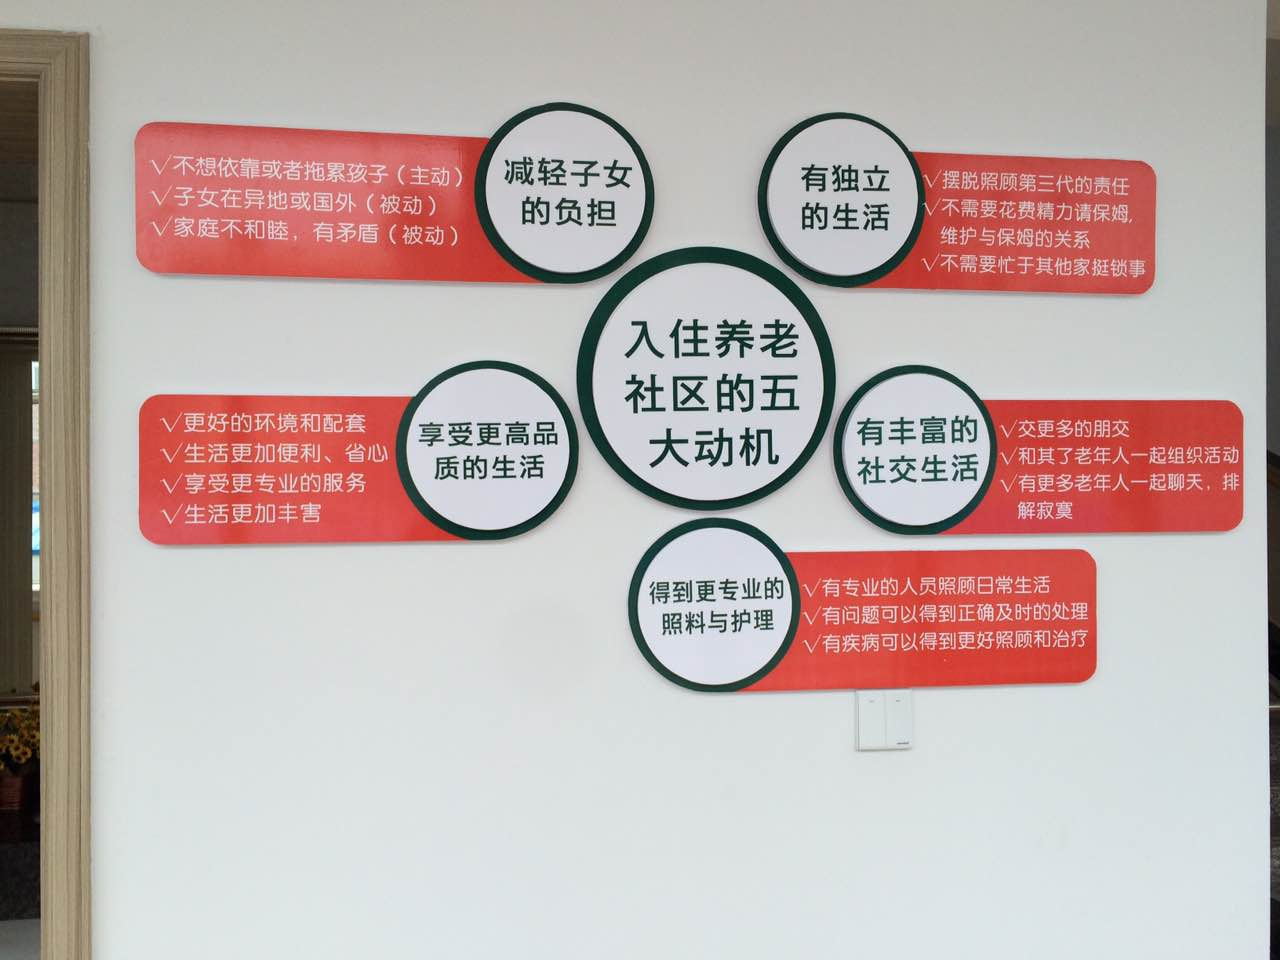 入住养老
社区的五
大动机
减轻子女
的负担
√不想依靠或者拖累孩子（主动）
√子女在异地或国外（被动）
√家庭不和睦，有矛盾（被动）
有独立
的生活
√摆脱照顾第三代的责任
√不需要花费精力请保姆,
维护与保姆的关系
√不需要忙于其他家挺锁事
享受更高品
质的生活
√更好的环境和配套
√生活更加便利、省心
√享受更专业的服务
√生活更加丰害
有丰富的
社交生活
√交更多的朋交
√和其了老年人一起组织活动
√有更多老年人一起聊天，排
解寂寞
得到更专业的
照料与护理
√有专业的人员照顾日常生活
√有问题可以得到正确及时的处理
√有疾病可以得到更好照顾和治疗